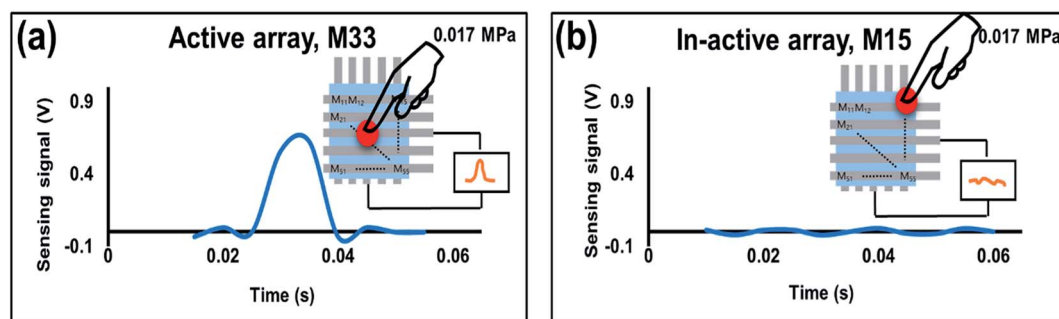 (a)
Active array, M33
0.017 MPa
Sensing signal (V)
0.9
0.4
-0.1
0
0.02
0.04
0.06
Time (s)
M11 M12
M21
M51
M55
(b)
In-active array, M15
0.017 MPa
Sensing signal (V)
0.9
0.4
-0.1
0
0.02
0.04
0.06
Time (s)
M11 M12
M21
M51
M55